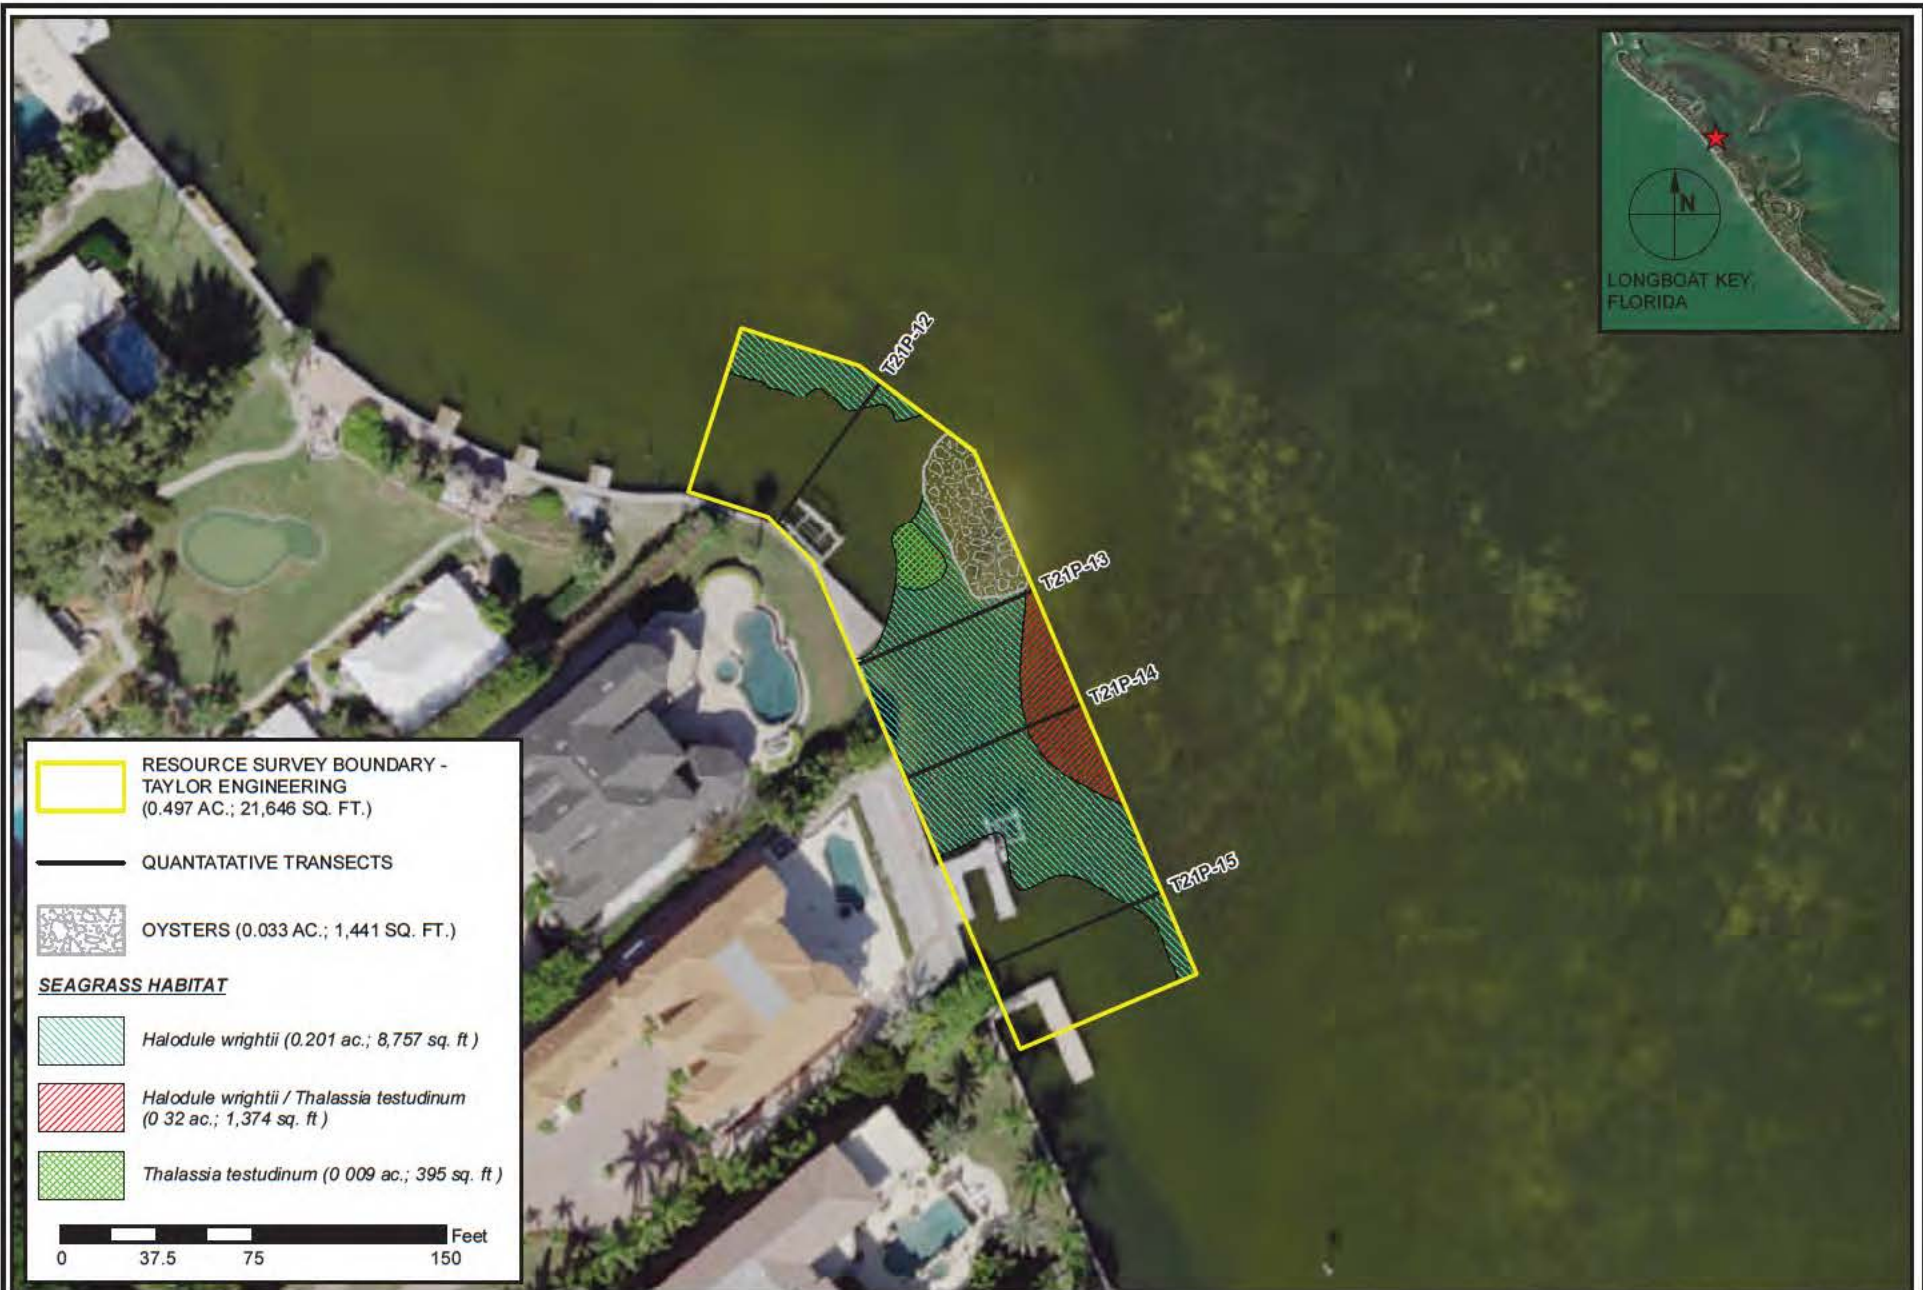 LONGBOAT KEY,
FLORIDA
N
T21P-12
T21P-13
T21P-14
T21P-15
RESOURCE SURVEY BOUNDARY -
TAYLOR ENGINEERING
(0.497 AC.; 21,646 SQ. FT.)
QUANTATATIVE TRANSECTS
OYSTERS (0.033 AC.; 1,441 SQ. FT.)
SEAGRASS HABITAT
Halodule wrightii (0.201 ac.; 8,757 sq. ft )
Halodule wrightii / Thalassia testudinum
(0 32 ac.; 1,374 sq. ft )
Thalassia testudinum (0 009 ac.; 395 sq. ft )
Feet
0 37.5 75 150